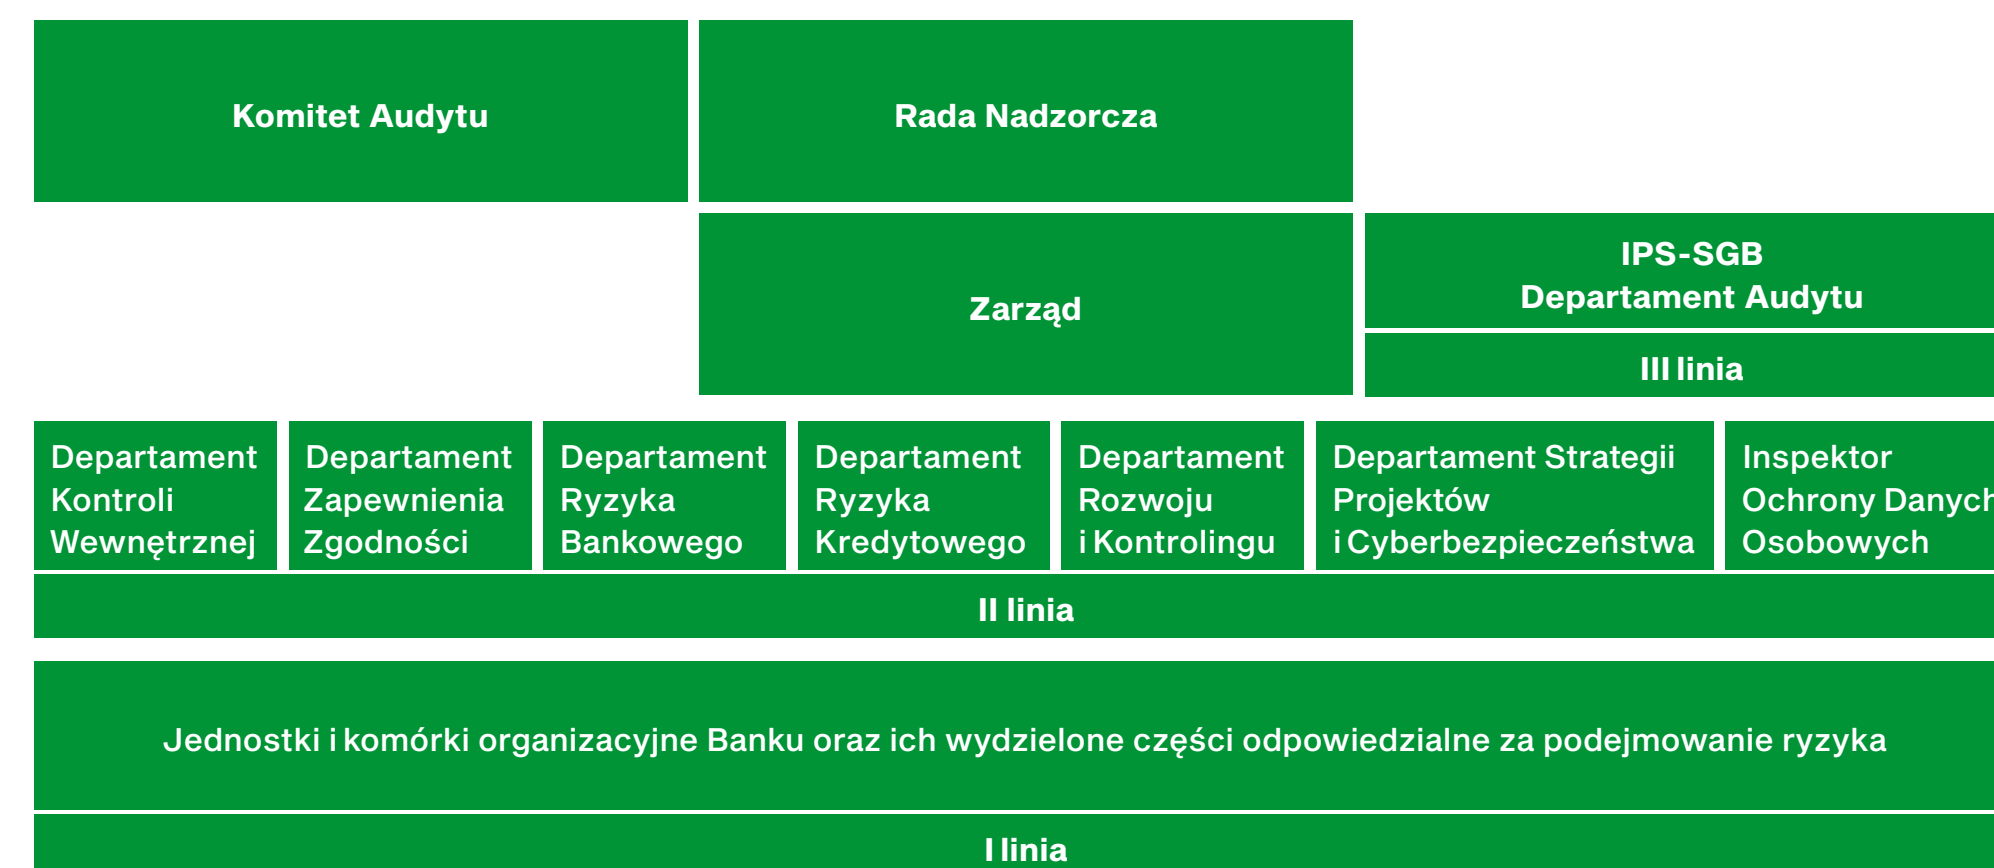 Komitet Audytu
Rada Nadzorcza
Zarząd
IPS-SGB
Departament Audytu
III linia
Departament
Kontroli
Wewnętrznej
Departament
Zapewnienia
Zgodności
Departament
Ryzyka
Bankowego
Departament
Ryzyka
Kredytowego
Departament
Rozwoju
i Kontrolingu
Departament Strategii
Projektów
i Cyberbezpieczeństwa
Inspektor
Ochrony Danych
Osobowych
II linia
Jednostki i komórki organizacyjne Banku oraz ich wydzielone części odpowiedzialne za podejmowanie ryzyka
I linia